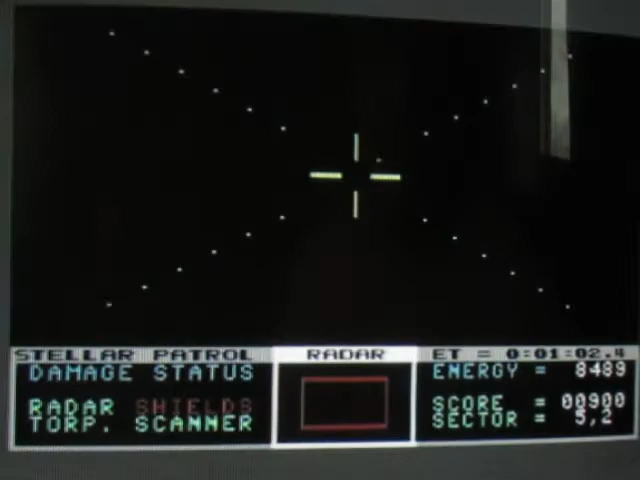 STELLAR PATROL RADAR ET = 0:01:02.4
DAMAGE STATUS ENERGY = 8489
RADAR SHIELDS SCORE = 00900
TORP. SCANNER SECTOR = 5,2